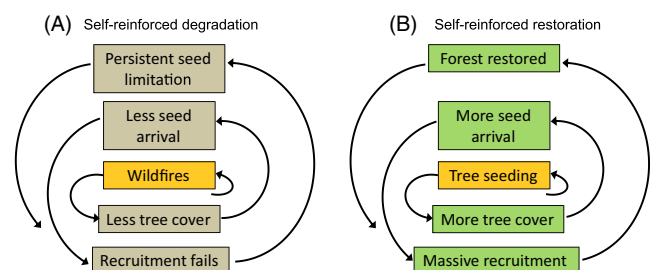 (A) Self-reinforced degradation
Persistent seed
limitation
Less seed
arrival
Wildfires
Less tree cover
Recruitment fails
(B) Self-reinforced restoration
Forest restored
More seed
arrival
Tree seeding
More tree cover
Massive recruitment